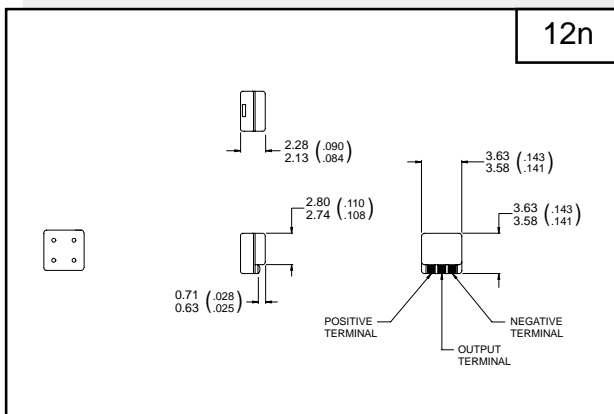 12n
2.28 (.090
2.13 .084)
3.63 (.143
3.58 .141)
2.80 (.110
2.74 .108)
3.63 (.143
3.58 .141)
0.71 (.028
0.63 .025)
POSITIVE
TERMINAL
NEGATIVE
TERMINAL
OUTPUT
TERMINAL